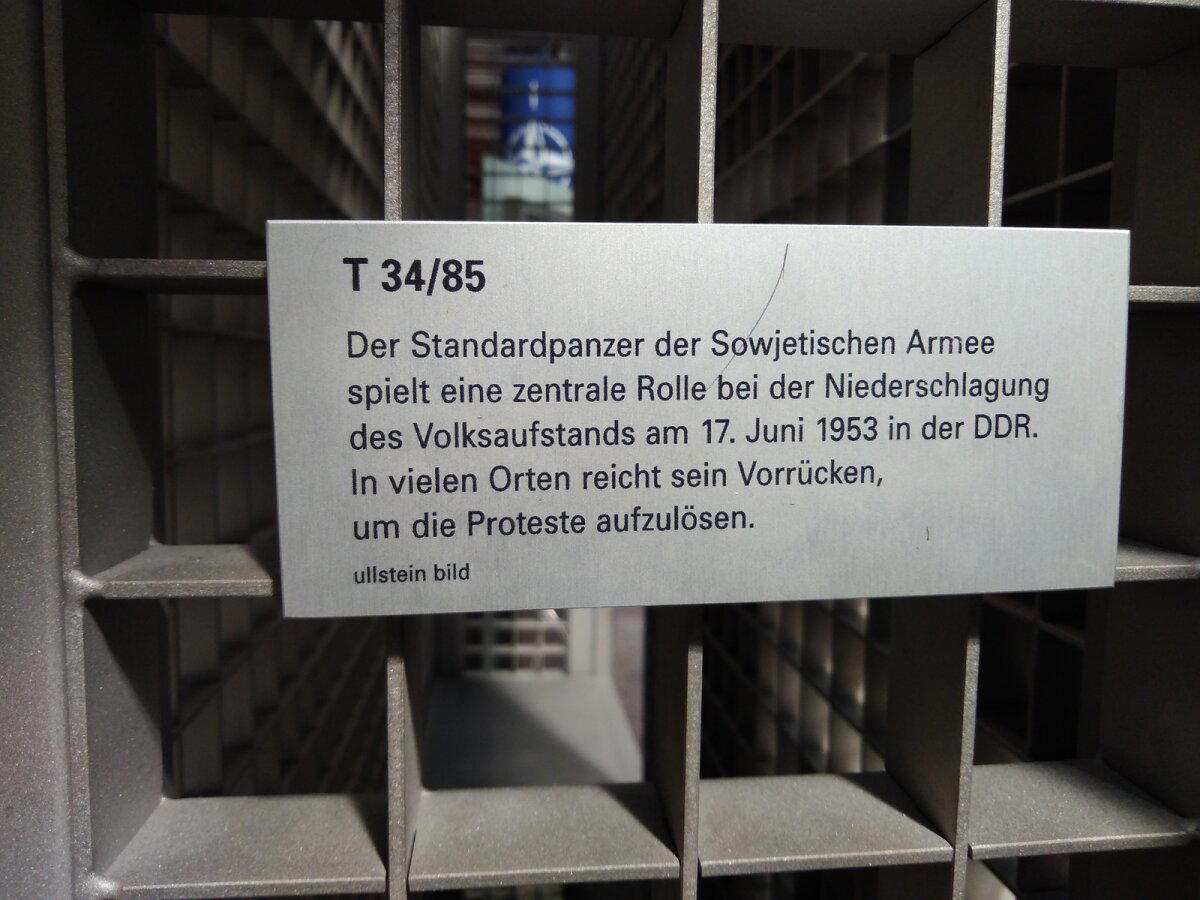 T 34/85
Der Standardpanzer der Sowjetischen Armee
spielt eine zentrale Rolle bei der Niederschlagung
des Volksaufstands am 17. Juni 1953 in der DDR.
In vielen Orten reicht sein Vorrücken,
um die Proteste aufzulösen.
ullstein bild